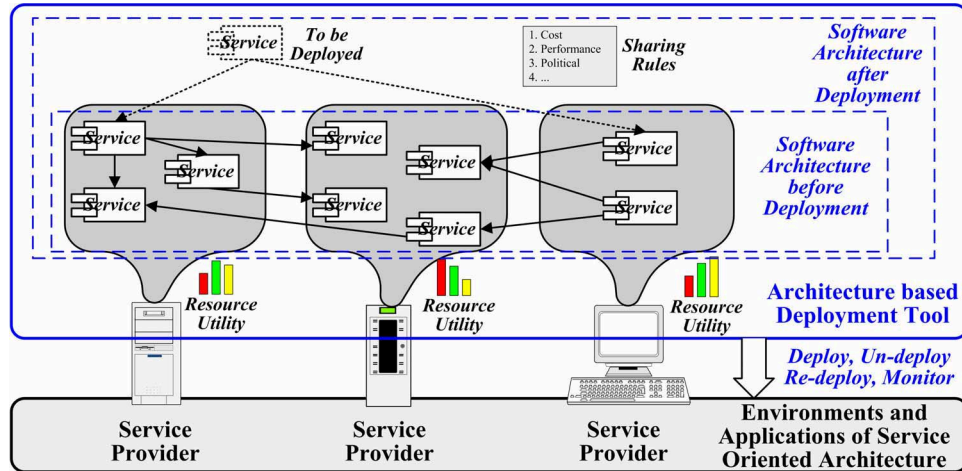 Service
To be
Deployed
1. Cost
2. Performance
3. Political
4. ...
Sharing
Rules
Software
Architecture
after
Deployment
Service
Service
Service
Service
Service
Service
Service
Service
Service
Service
Software
Architecture
before
Deployment
Resource
Utility
Resource
Utility
Resource
Utility
Architecture based
Deployment Tool
Deploy, Un-deploy
Re-deploy, Monitor
Service
Provider
Service
Provider
Service
Provider
Environments and
Applications of Service
Oriented Architecture